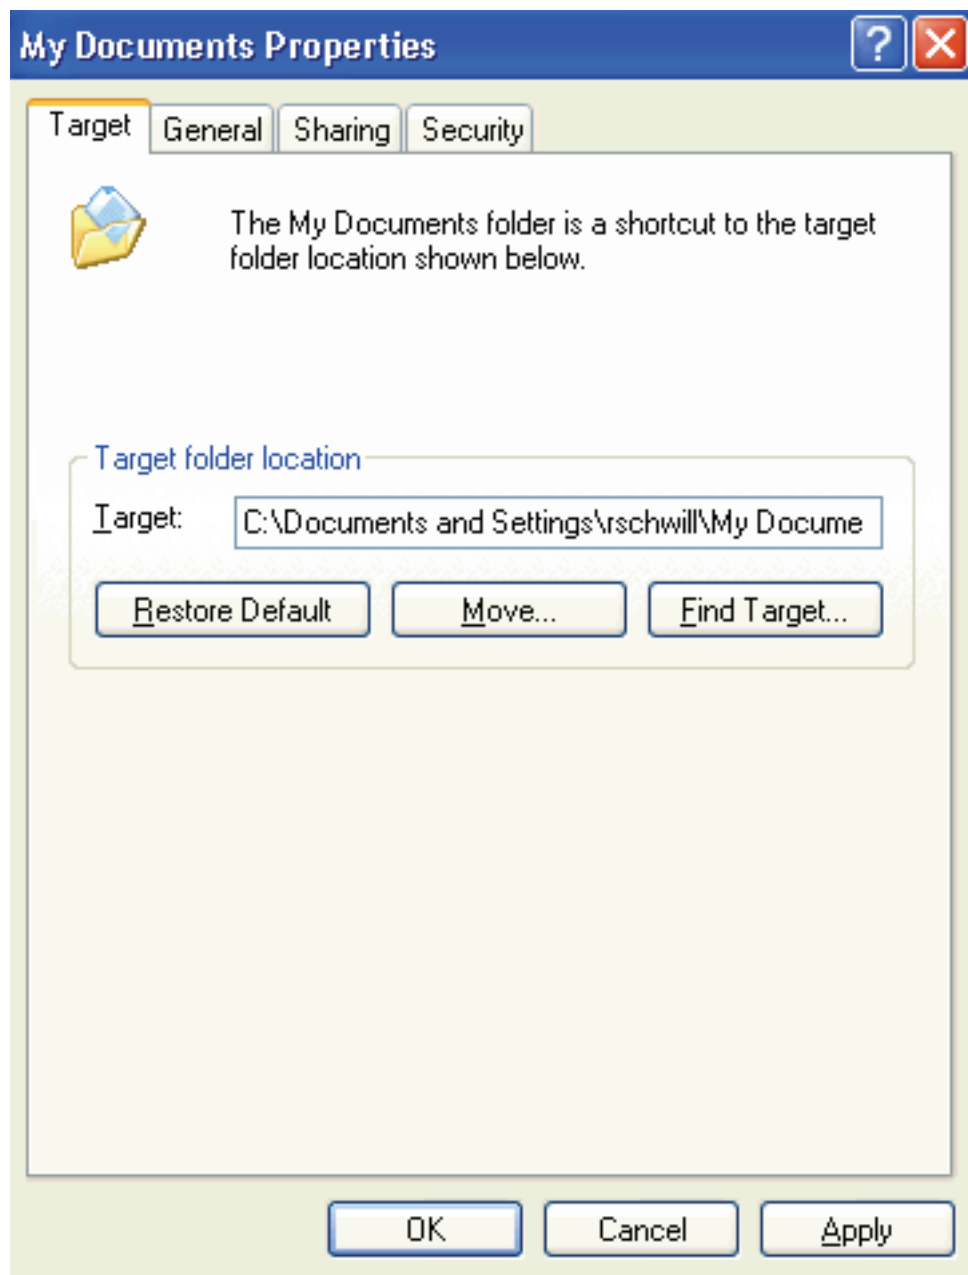 My Documents Properties
?
Target General Sharing Security
The My Documents folder is a shortcut to the target
folder location shown below.
Target folder location
Target: C:\Documents and Settings\rschwill\My Docume
Restore Default Move... Find Target...
OK Cancel Apply